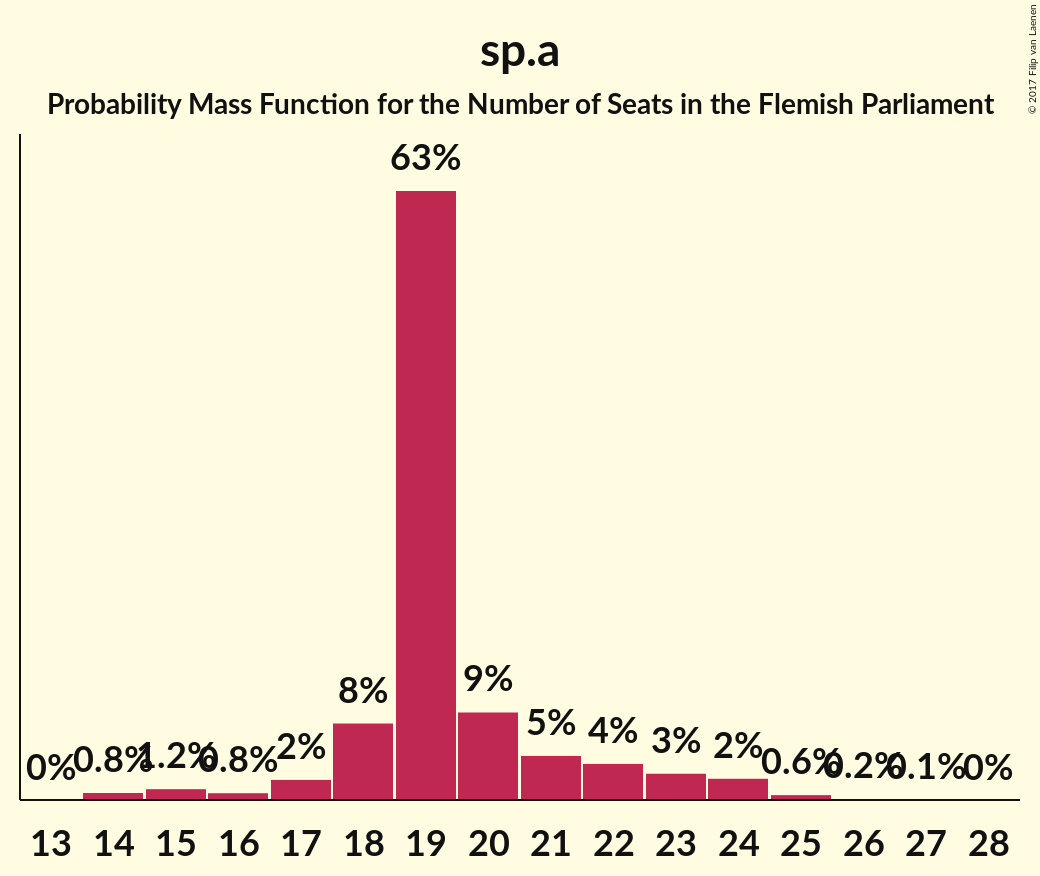 sp.a
Probability Mass Function for the Number of Seats in the Flemish Parliament
© 2017 Filip van Laenen
63%
9%
8%
5%
4%
3%
2%
2%
0% 0.8% 1.2% 0.8% 0.6% 0.2% 0.1% 0%
13 14 15 16 17 18 19 20 21 22 23 24 25 26 27 28